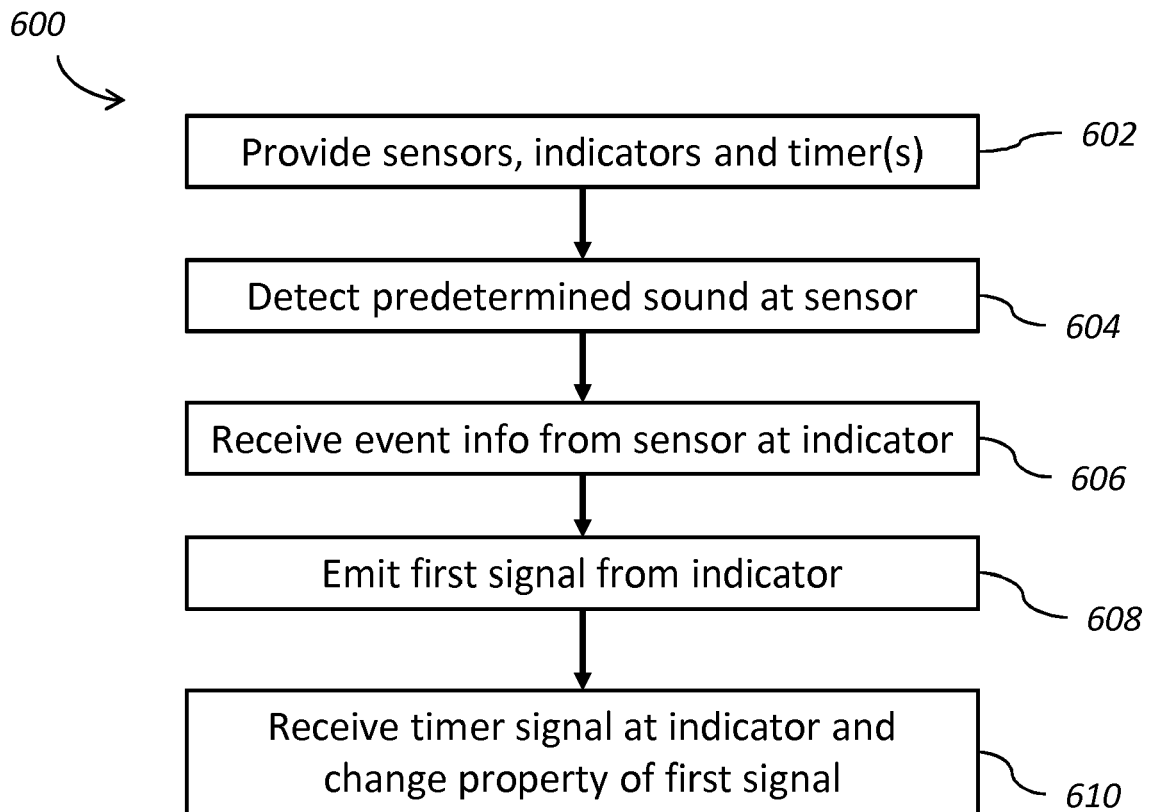 600
Provide sensors, indicators and timer(s)
602
Detect predetermined sound at sensor
604
Receive event info from sensor at indicator
606
Emit first signal from indicator
608
Receive timer signal at indicator and
change property of first signal
610